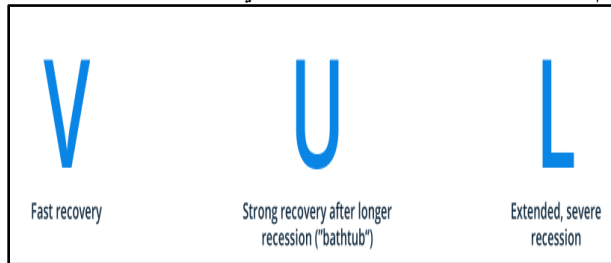 V
U
L
Fast recovery
Strong recovery after longer
recession ("bathtub")
Extended, severe
recession